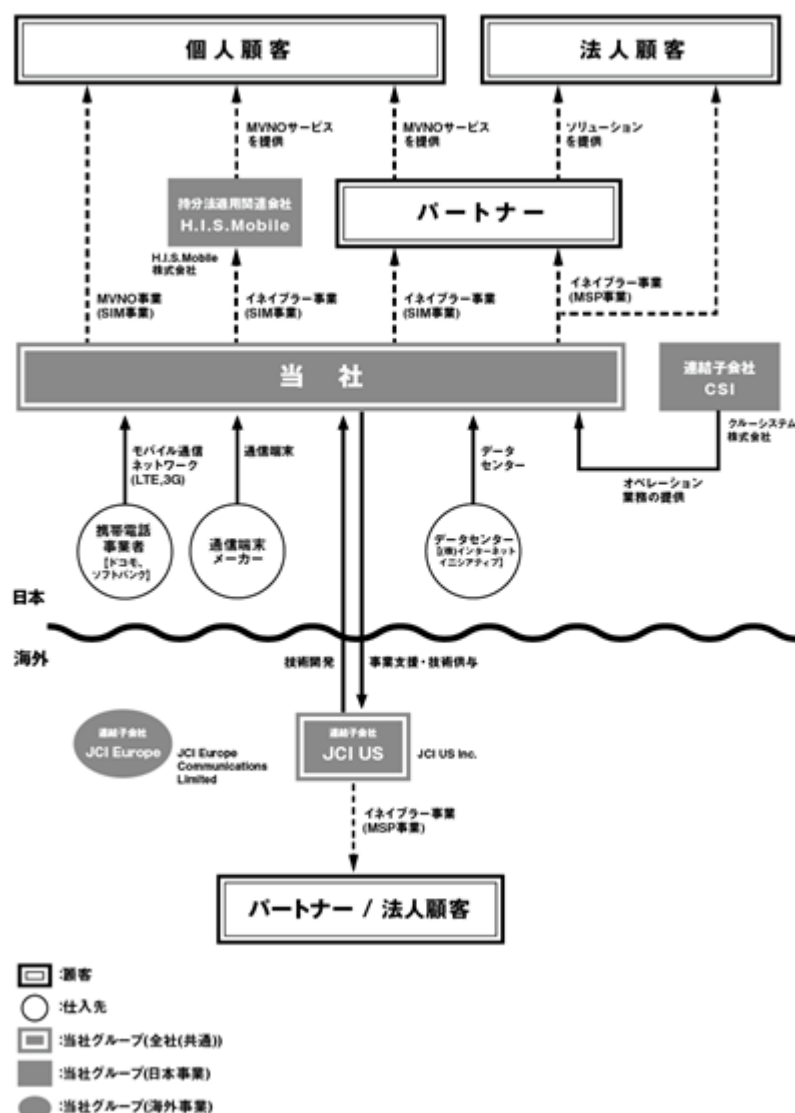 個人顧客
法人顧客
MVNOサービス
を提供
MVNOサービス
を提供
ソリューション
を提供
持分法適用関連会社
H.I.S.Mobile
パートナー
H.I.S.Mobile
株式会社
MVNO事業
(SIM事業)
イネイブラー事業
(SIM事業)
イネイブラー事業
(SIM事業)
イネイブラー事業
(MSP事業)
当社
連結子会社
CSI
クルーシステム
株式会社
モバイル通信
ネットワーク
(LTE,3G)
通信端末
データ
センター
オペレーション
業務の提供
携帯電話
事業者
[ドコモ、
ソフトバンク]
通信端末
メーカー
データセンター
[(株)インターネット
イニシアティブ]
日本
海外
技術開発
事業支援・技術供与
連結子会社
JCI Europe
JCI Europe
Communications
Limited
連結子会社
JCI US
JCI US Inc.
イネイブラー事業
(MSP事業)
パートナー / 法人顧客
:顧客
:仕入先
:当社グループ(全社(共通))
:当社グループ(日本事業)
:当社グループ(海外事業)